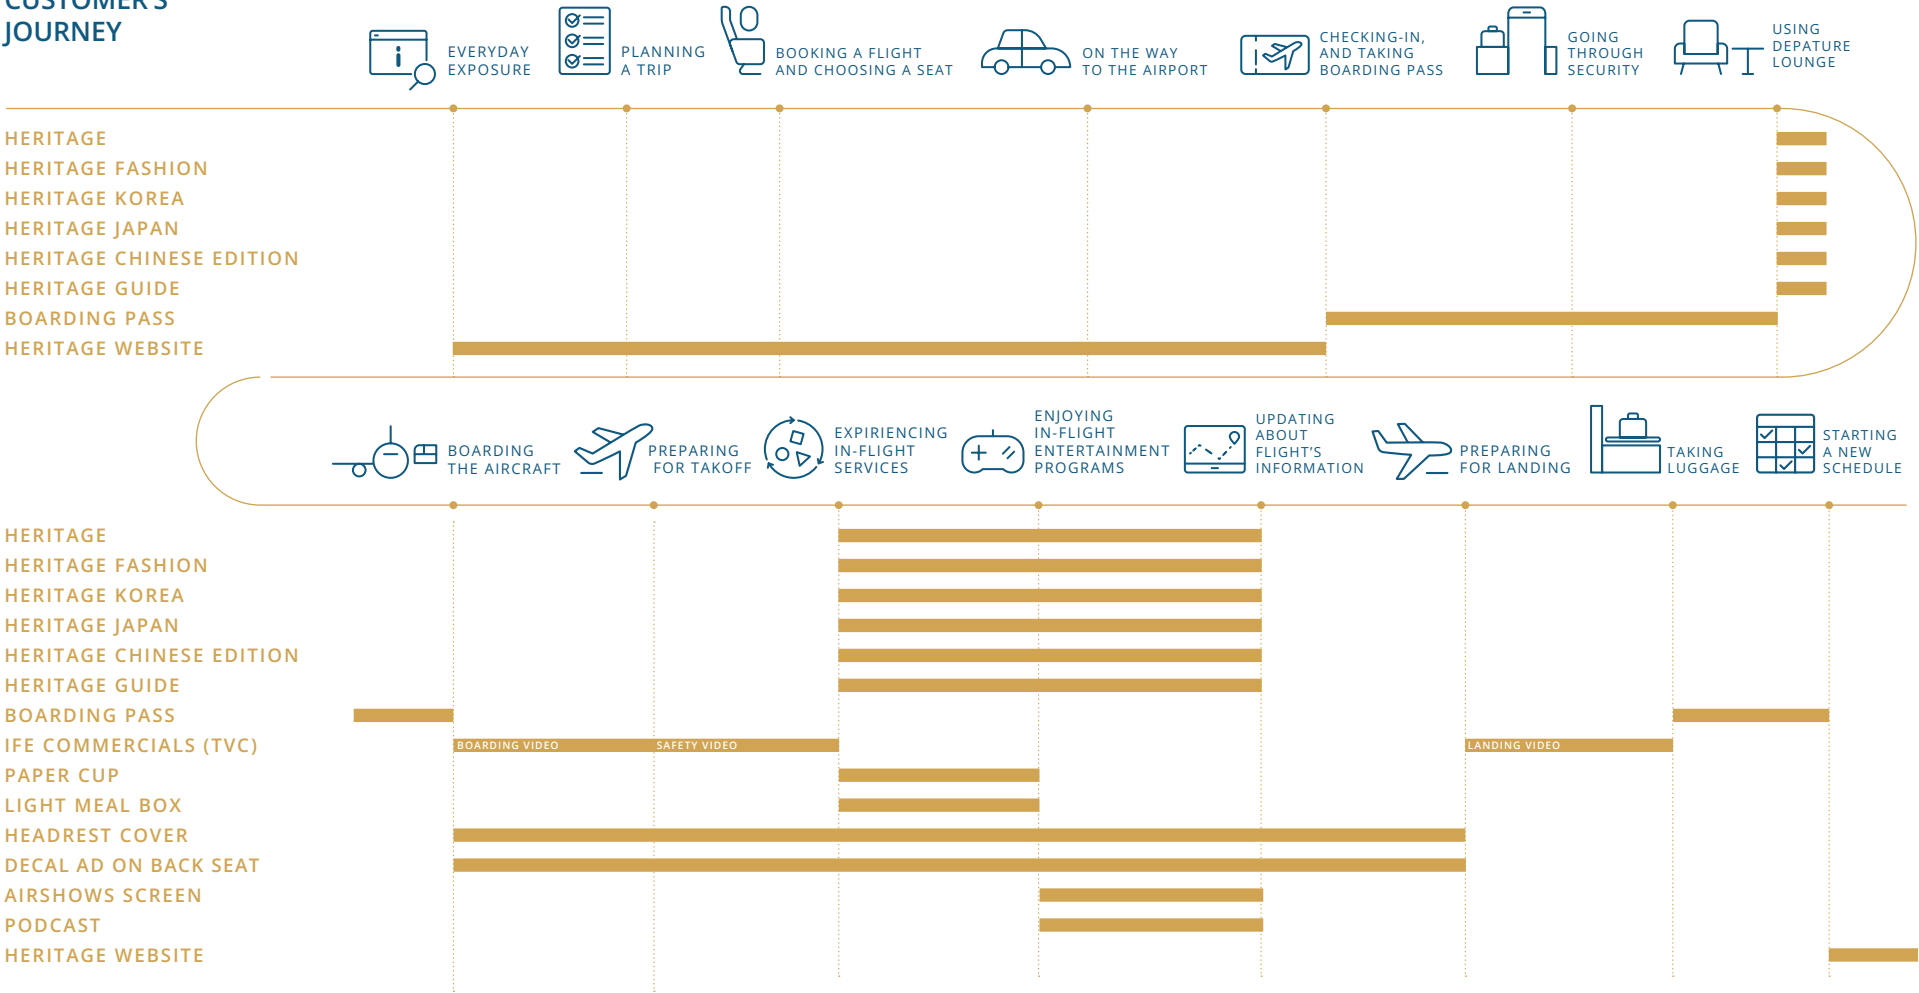 CUSTOMER'S
JOURNEY
EVERYDAY
EXPOSURE
PLANNING
A TRIP
BOOKING A FLIGHT
AND CHOOSING A SEAT
ON THE WAY
TO THE AIRPORT
CHECKING-IN,
AND TAKING
BOARDING PASS
GOING
THROUGH
SECURITY
USING
DEPATURE
LOUNGE
HERITAGE
HERITAGE FASHION
HERITAGE KOREA
HERITAGE JAPAN
HERITAGE CHINESE EDITION
HERITAGE GUIDE
BOARDING PASS
HERITAGE WEBSITE
BOARDING
THE AIRCRAFT
PREPARING
FOR TAKOFF
EXPIRIENCING
IN-FLIGHT
SERVICES
ENJOYING
IN-FLIGHT
ENTERTAINMENT
PROGRAMS
UPDATING
ABOUT
FLIGHT'S
INFORMATION
PREPARING
FOR LANDING
TAKING
LUGGAGE
STARTING
A NEW
SCHEDULE
HERITAGE
HERITAGE FASHION
HERITAGE KOREA
HERITAGE JAPAN
HERITAGE CHINESE EDITION
HERITAGE GUIDE
BOARDING PASS
IFE COMMERCIALS (TVC)
BOARDING VIDEO
SAFETY VIDEO
LANDING VIDEO
PAPER CUP
LIGHT MEAL BOX
HEADREST COVER
DECAL AD ON BACK SEAT
AIRSHOWS SCREEN
PODCAST
HERITAGE WEBSITE